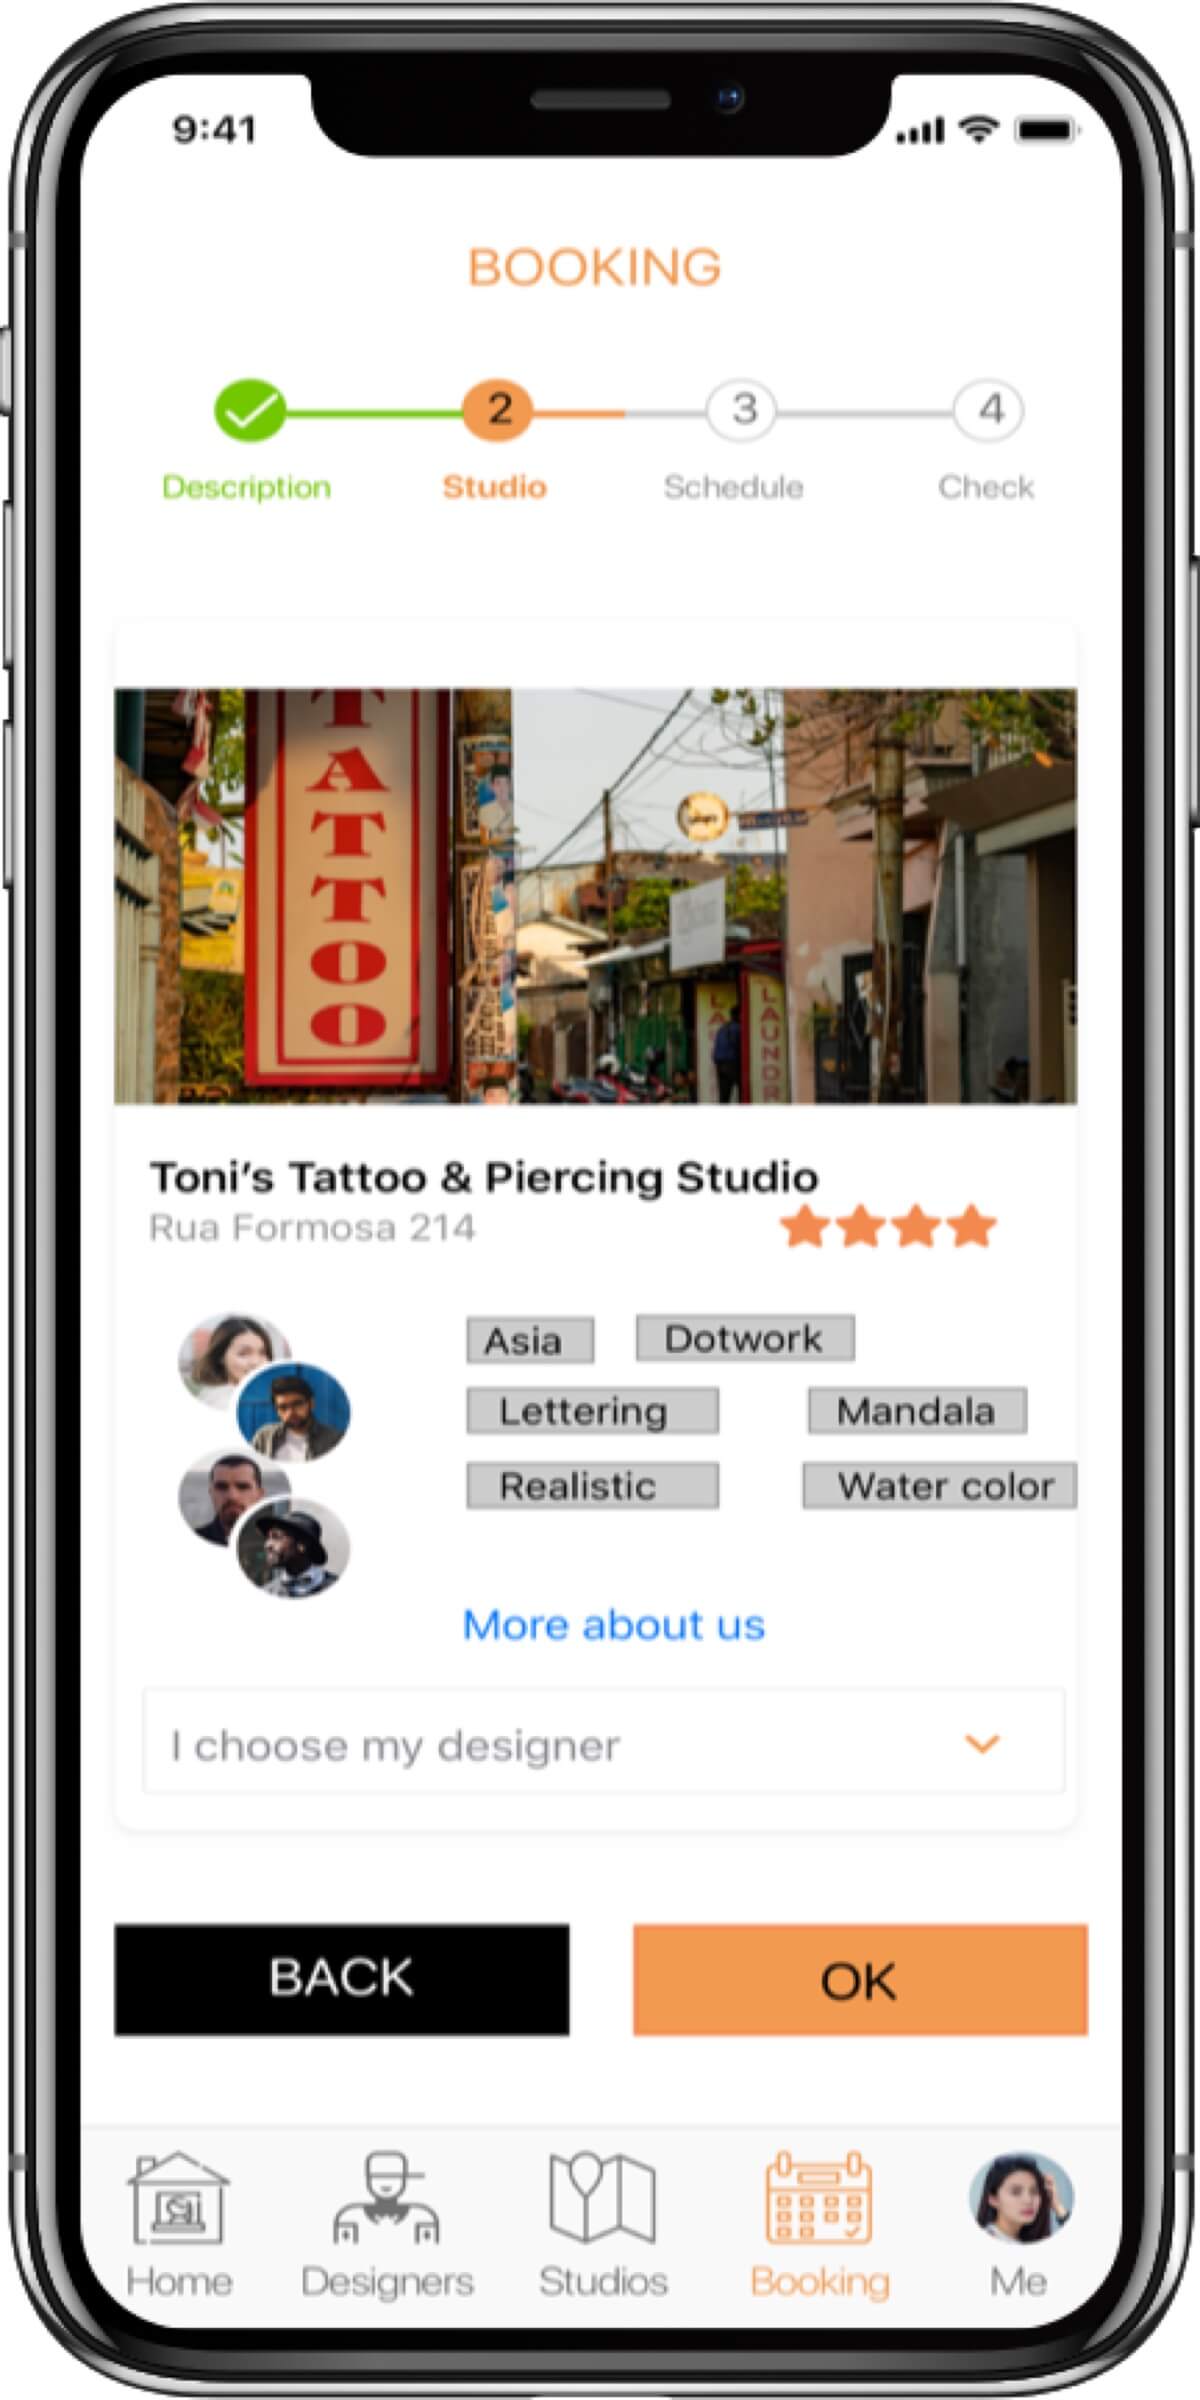 9:41
BOOKING
2 3 4
Description Studio Schedule Check
TATTOO
LA
LAUNDR
Toni's Tattoo & Piercing Studio
Rua Formosa 214
Asia Dotwork
Lettering Mandala
Realistic Water color
More about us
I choose my designer
BACK OK
Home Designers Studios Booking Me